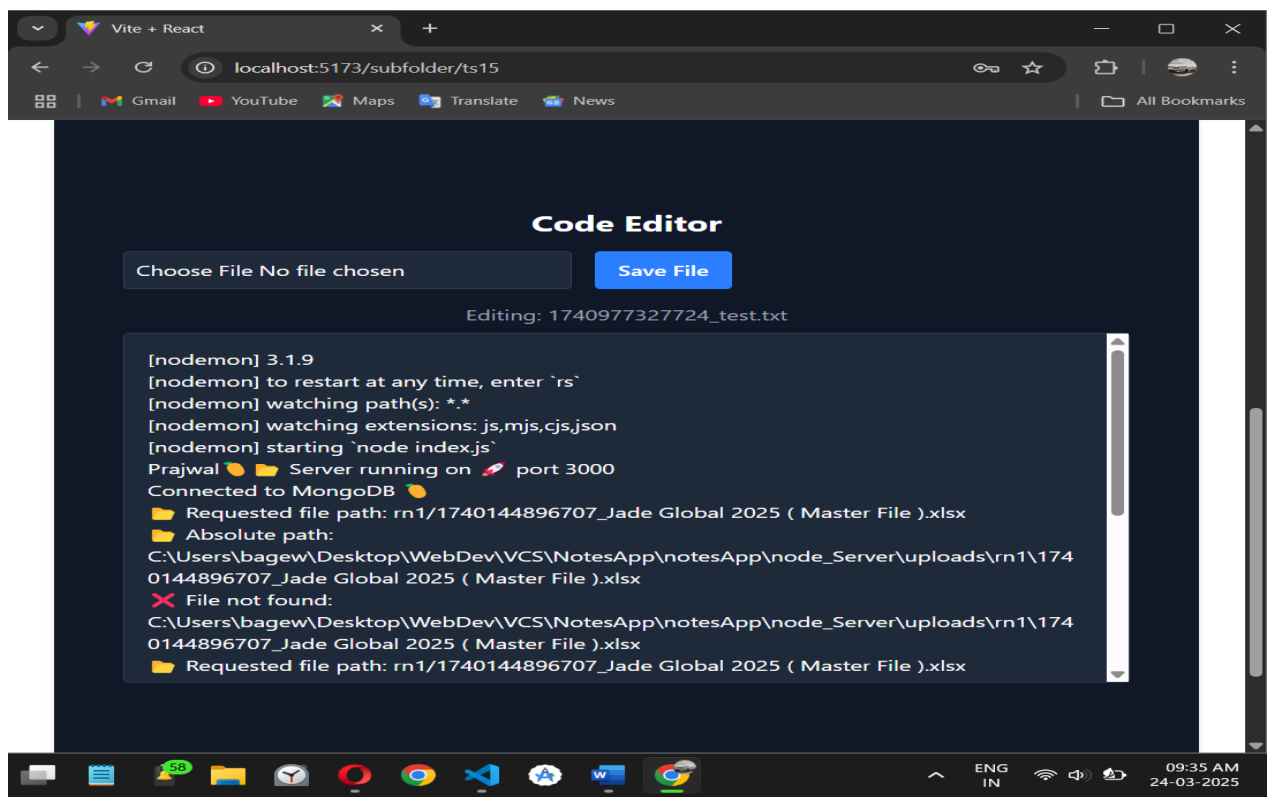 Vite + React
localhost:5173/subfolder/ts15
Gmail YouTube Maps Translate News All Bookmarks
Code Editor
Choose File No file chosen Save File
Editing: 1740977327724_test.txt
[nodemon] 3.1.9
[nodemon] to restart at any time, enter `rs`
[nodemon] watching path(s): *.*
[nodemon] watching extensions: js,mjs,cjs,json
[nodemon] starting `node index.js`
Prajwal🥭 📂 Server running on 🚀 port 3000
Connected to MongoDB 🥭
📂 Requested file path: rn1/1740144896707_Jade Global 2025 ( Master File ).xlsx
📂 Absolute path:
C:\Users\bagew\Desktop\WebDev\VCS\NotesApp\notesApp\node_Server\uploads\rn1\174
0144896707_Jade Global 2025 ( Master File ).xlsx
❌ File not found:
C:\Users\bagew\Desktop\WebDev\VCS\NotesApp\notesApp\node_Server\uploads\rn1\174
0144896707_Jade Global 2025 ( Master File ).xlsx
📂 Requested file path: rn1/1740144896707_Jade Global 2025 ( Master File ).xlsx
58
ENG
IN
09:35 AM
24-03-2025